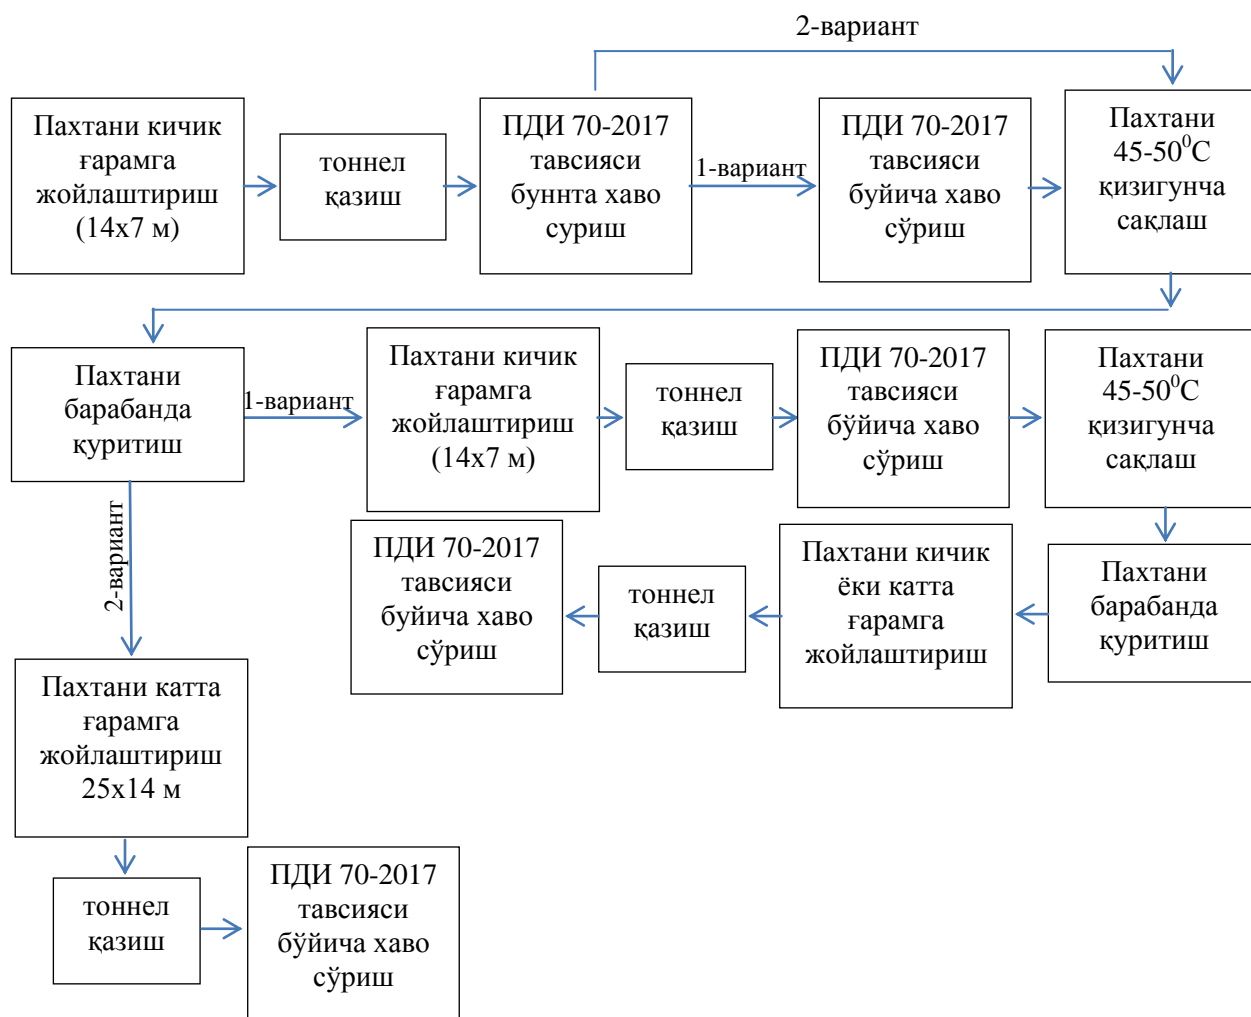 2-вариант
Пахтани кичик
ғарамга
жойлаштириш
(14х7 м)
тоннел
қазиш
ПДИ 70-2017
тавсияси
буннта хаво
суриш
1-вариант
ПДИ 70-2017
тавсияси
буйича хаво
сўриш
Пахтани
45-50⁰С
қизигунча
сақлаш
Пахтани
барабанда
қуритиш
1-вариант
Пахтани кичик
ғарамга
жойлаштириш
(14х7 м)
тоннел
қазиш
ПДИ 70-2017
тавсияси
бўйича хаво
сўриш
Пахтани
45-50⁰С
қизигунча
сақлаш
2-вариант
ПДИ 70-2017
тавсияси
буйича хаво
сўриш
тоннел
қазиш
Пахтани кичик
ёки катта
ғарамга
жойлаштириш
Пахтани
барабанда
қуритиш
Пахтани катта
ғарамга
жойлаштириш
25х14 м
тоннел
қазиш
ПДИ 70-2017
тавсияси
бўйича хаво
сўриш